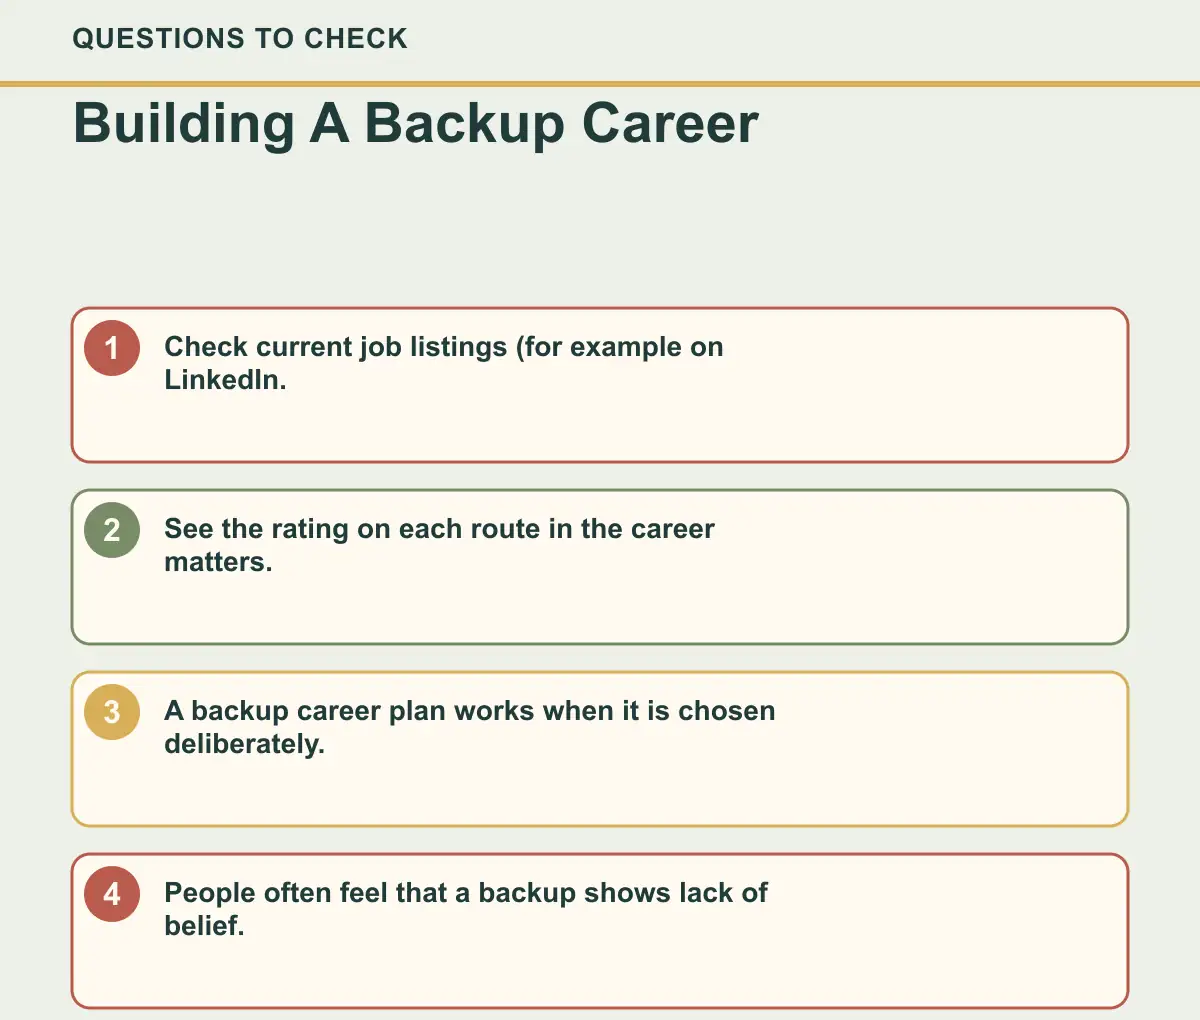 QUESTIONS TO CHECK
Building A Backup Career
1
Check current job listings (for example on
LinkedIn.
2
See the rating on each route in the career
matters.
3
A backup career plan works when it is chosen
deliberately.
4
People often feel that a backup shows lack of
belief.